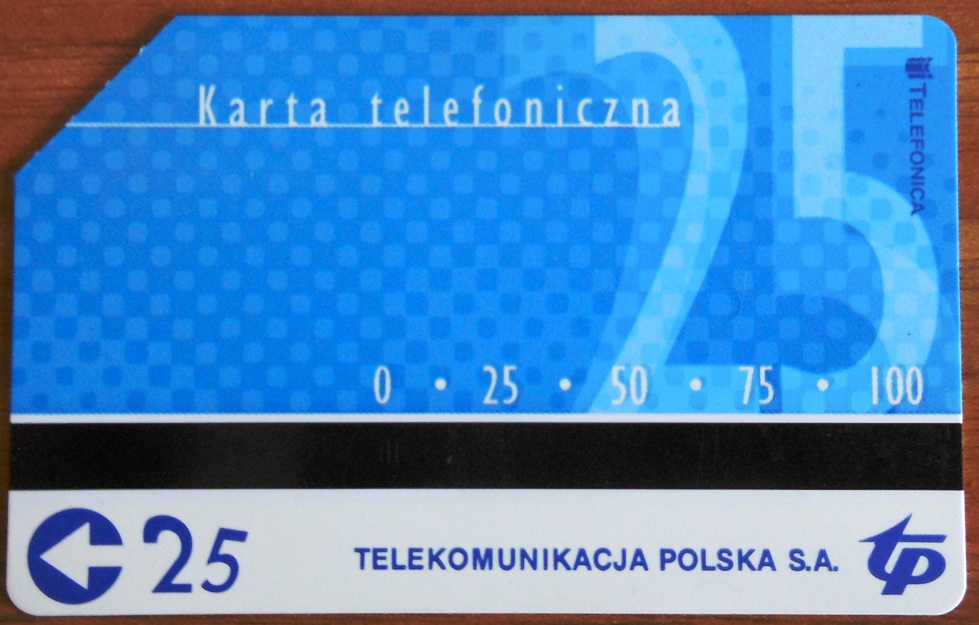 25
Karta telefoniczna
TELEFONICA
0 • 25 • 50 • 75 • 100
25
TELEKOMUNIKACJA POLSKA S.A.
tp